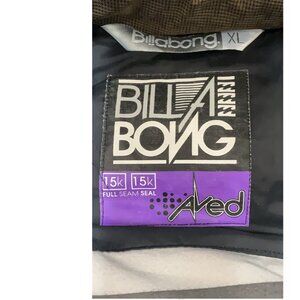 Billabong. XL
BILLA
BONG
15k 15k
FULL SEAM SEAL
Aved